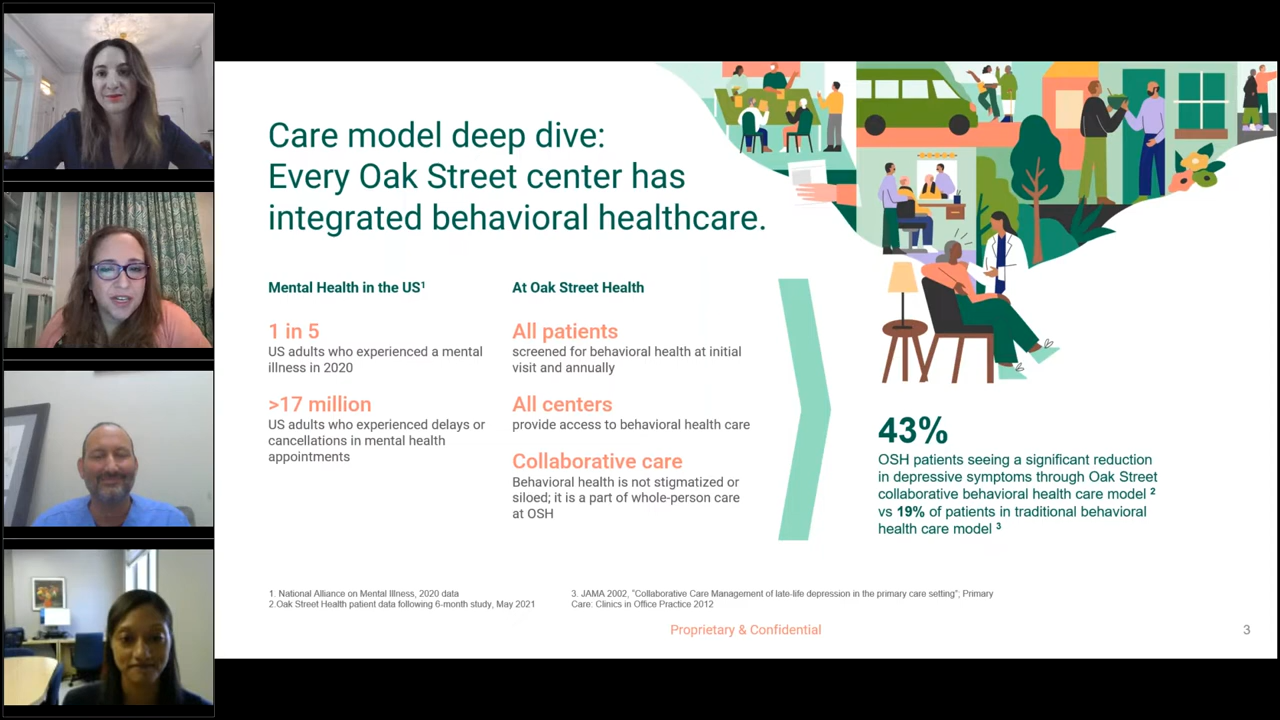 Care model deep dive:
Every Oak Street center has
integrated behavioral healthcare.
Mental Health in the US¹
1 in 5
US adults who experienced a mental
illness in 2020
>17 million
US adults who experienced delays or
cancellations in mental health
appointments
At Oak Street Health
All patients
screened for behavioral health at initial
visit and annually
All centers
provide access to behavioral health care
Collaborative care
Behavioral health is not stigmatized or
siloed; it is a part of whole-person care
at OSH
43%
OSH patients seeing a significant reduction
in depressive symptoms through Oak Street
collaborative behavioral health care model ²
vs 19% of patients in traditional behavioral
health care model ³
1. National Alliance on Mental Illness, 2020 data
2.Oak Street Health patient data following 6-month study, May 2021
3. JAMA 2002, "Collaborative Care Management of late-life depression in the primary care setting"; Primary
Care: Clinics in Office Practice 2012
Proprietary & Confidential
3